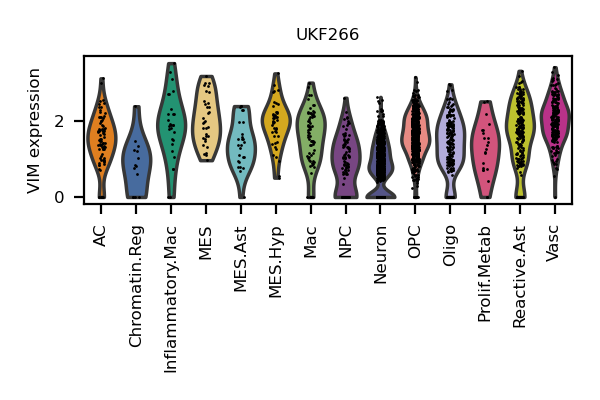 UKF266
VIM expression
2
0
AC
Chromatin.Reg
Inflammatory.Mac
MES
MES.Ast
MES.Hyp
Mac
NPC
Neuron
OPC
Oligo
Prolif.Metab
Reactive.Ast
Vasc